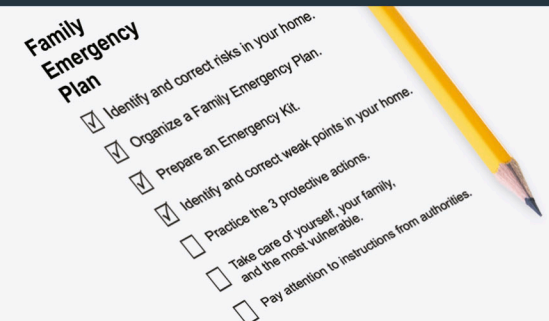 Family
Emergency
Plan
Identify and correct risks in your home.
Organize a Family Emergency Plan.
Prepare an Emergency Kit.
Identify and correct weak points in your home.
Practice the 3 protective actions.
Take care of yourself, your family,
and the most vulnerable.
Pay attention to instructions from authorities.